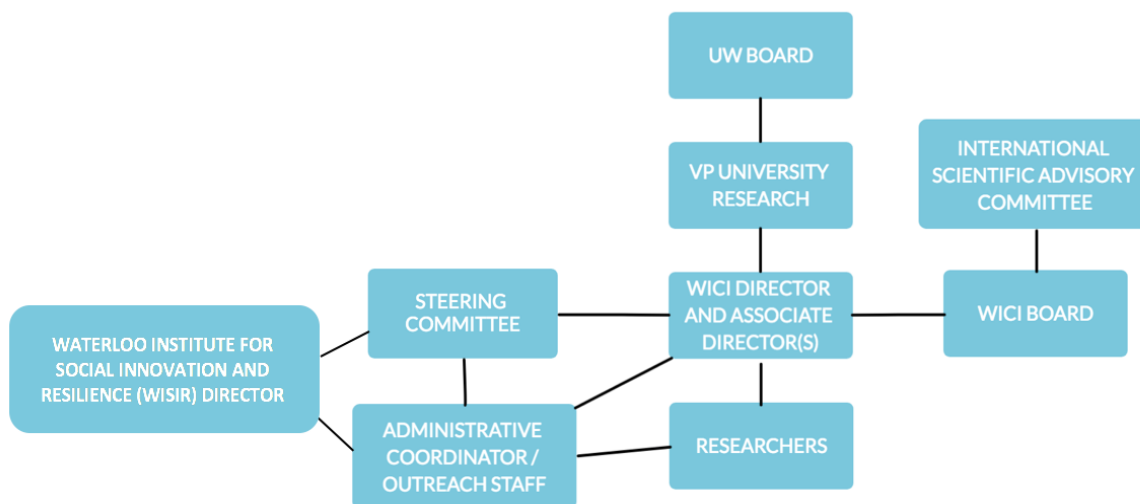 UW BOARD
VP UNIVERSITY
RESEARCH
INTERNATIONAL
SCIENTIFIC ADVISORY
COMMITTEE
STEERING
COMMITTEE
WICI DIRECTOR
AND ASSOCIATE
DIRECTOR(S)
WICI BOARD
WATERLOO INSTITUTE FOR
SOCIAL INNOVATION AND
RESILIENCE (WISIR) DIRECTOR
ADMINISTRATIVE
COORDINATOR /
OUTREACH STAFF
RESEARCHERS